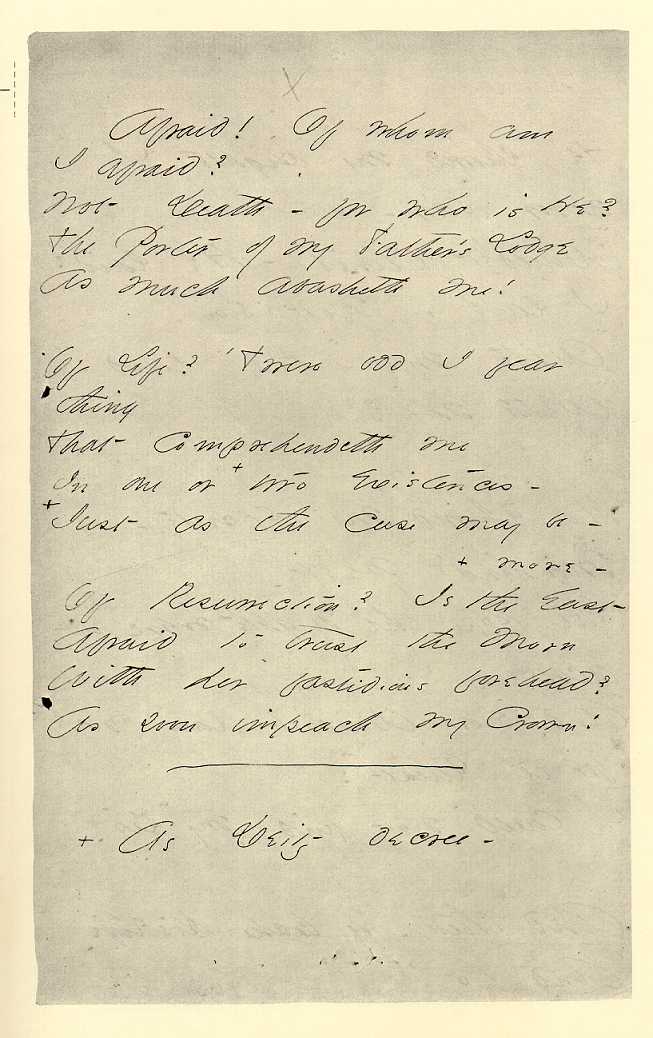 Afraid! Of whom am
I afraid?
Not Death – for who is He?
The Porter of my Father's Lodge
As much abasheth me!
Of Life? 'Twere odd I fear
thing
That comprehendeth me
In one or + two Existences –
+ Just as the case may be –
+ more –
Of Resurrection? Is the East
Afraid to trust the Morn
With her fastidious forehead?
As soon impeach my Crown!
+ As Deity decree –